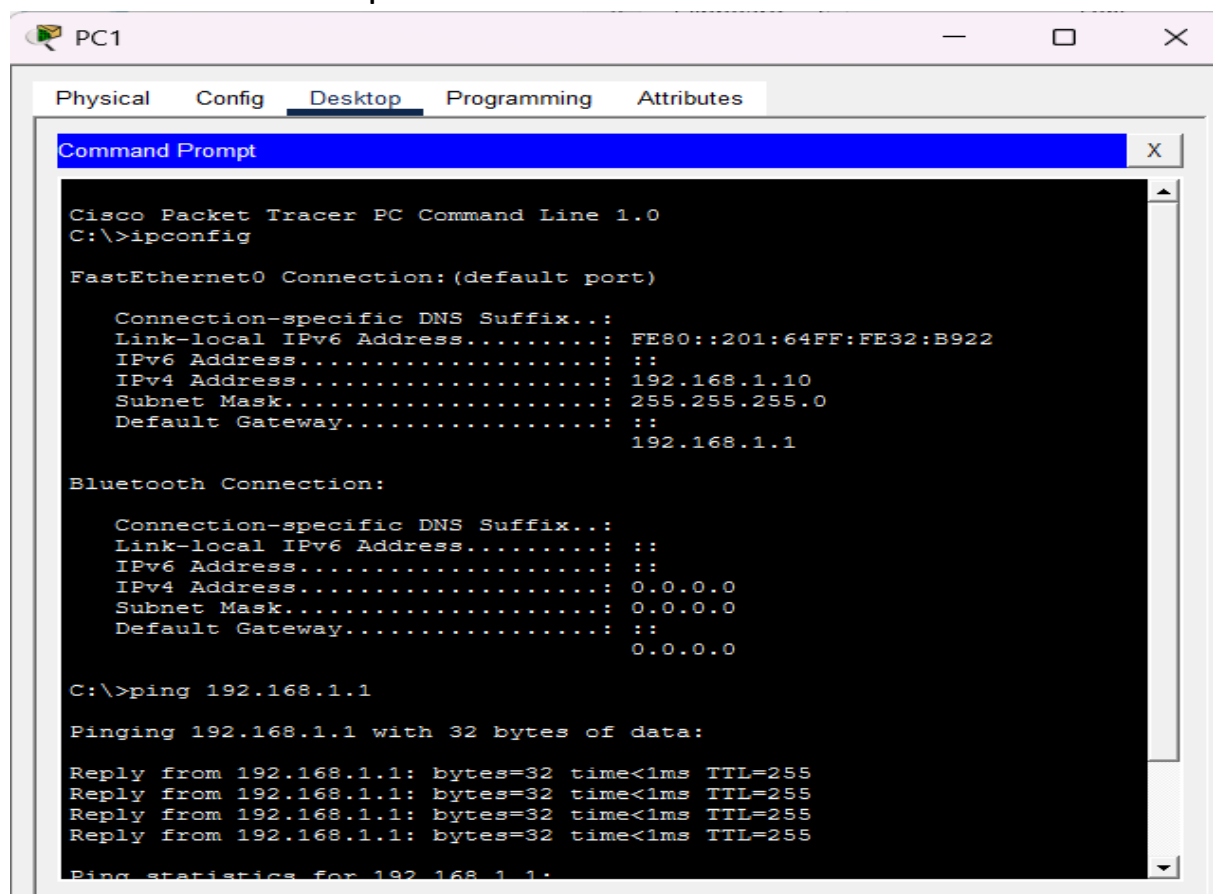 PC1
Physical Config Desktop Programming Attributes
Command Prompt
X
Cisco Packet Tracer PC Command Line 1.0
C:\>ipconfig
FastEthernet0 Connection:(default port)
Connection-specific DNS Suffix..:
Link-local IPv6 Address.........: FE80::201:64FF:FE32:B922
IPv6 Address....................: ::
IPv4 Address....................: 192.168.1.10
Subnet Mask.....................: 255.255.255.0
Default Gateway.................: ::
192.168.1.1
Bluetooth Connection:
Connection-specific DNS Suffix..:
Link-local IPv6 Address.........: ::
IPv6 Address....................: ::
IPv4 Address....................: 0.0.0.0
Subnet Mask.....................: 0.0.0.0
Default Gateway.................: ::
0.0.0.0
C:\>ping 192.168.1.1
Pinging 192.168.1.1 with 32 bytes of data:
Reply from 192.168.1.1: bytes=32 time<1ms TTL=255
Reply from 192.168.1.1: bytes=32 time<1ms TTL=255
Reply from 192.168.1.1: bytes=32 time<1ms TTL=255
Reply from 192.168.1.1: bytes=32 time<1ms TTL=255
Ping statistics for 192.168.1.1: